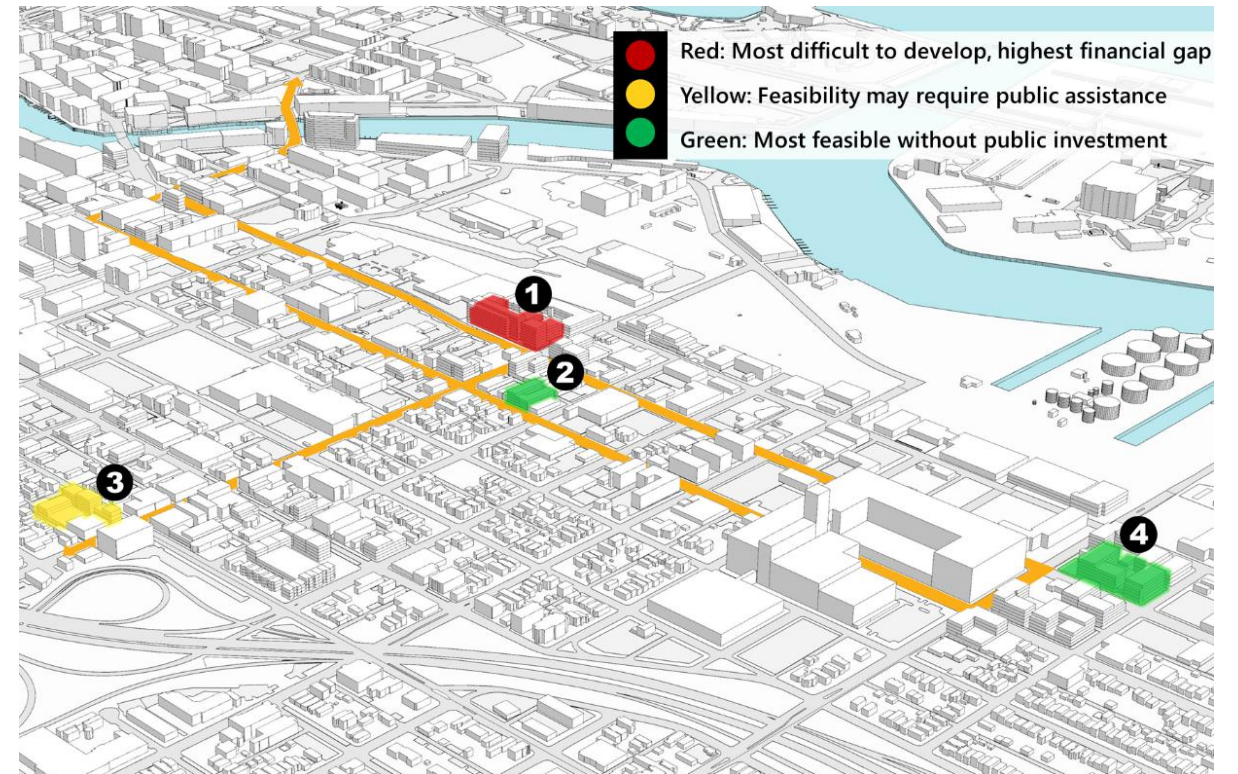 Red: Most difficult to develop, highest financial gap
Yellow: Feasibility may require public assistance
Green: Most feasible without public investment
1
2
3
4